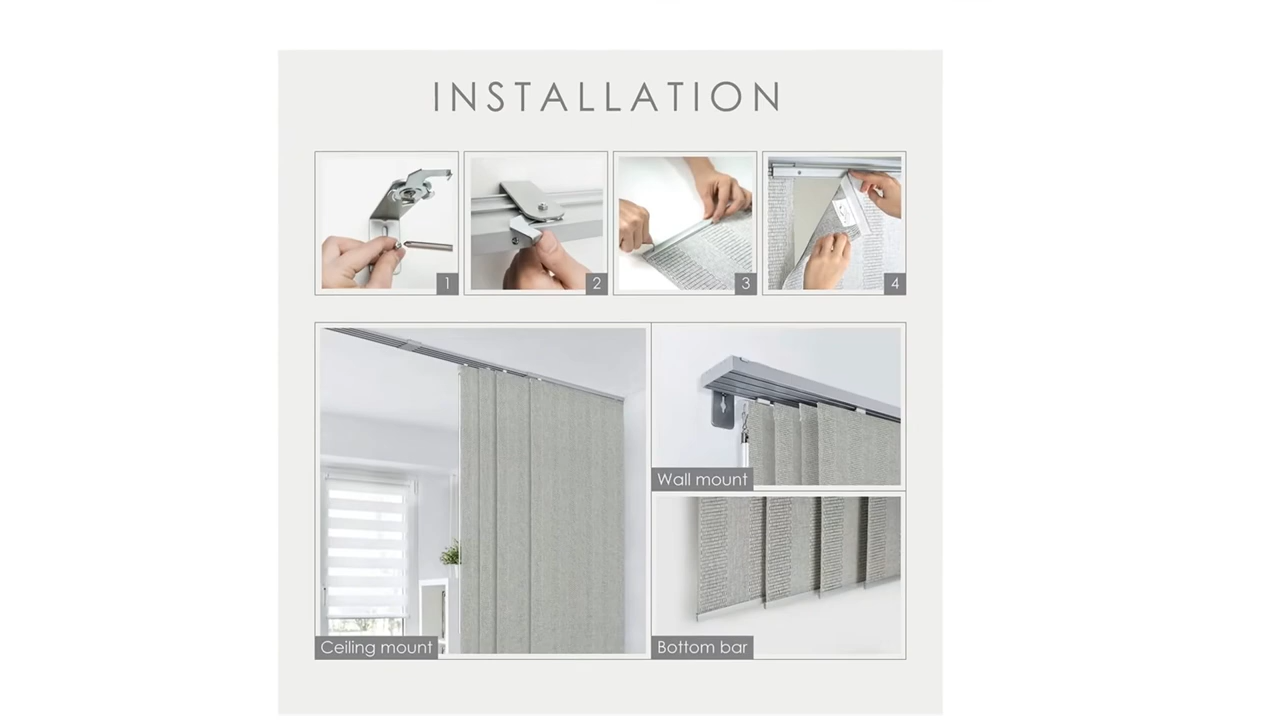 INSTALLATION
1
2
3
4
Ceiling mount
Wall mount
Bottom bar